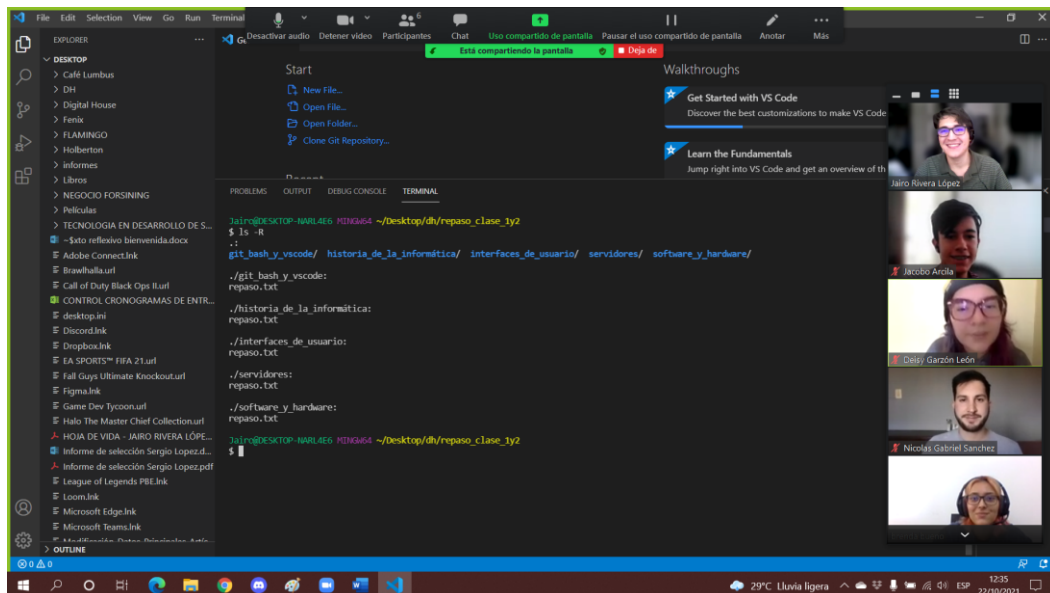 File Edit Selection View Go Run Terminal
6
Desactivar audio Detener video Participantes Chat Uso compartido de pantalla Pausar el uso compartido de pantalla Anotar Más
Está compartiendo la pantalla Deja de
EXPLORER
DESKTOP
Café Lumbus
DH
Digital House
Fenix
FLAMINGO
Holberton
informes
Libros
NEGOCIO FORSINING
Películas
TECNOLOGIA EN DESARROLLO DE S...
~$xto reflexivo bienvenida.docx
Adobe Connect.lnk
Brawlhalla.url
Call of Duty Black Ops II.url
CONTROL CRONOGRAMAS DE ENTR...
desktop.ini
Discord.lnk
Dropbox.lnk
EA SPORTS™ FIFA 21.url
Fall Guys Ultimate Knockout.url
Figma.lnk
Game Dev Tycoon.url
Halo The Master Chief Collection.url
HOJA DE VIDA - JAIRO RIVERA LÓPE...
Informe de selección Sergio Lopez.d...
Informe de selección Sergio Lopez.pdf
League of Legends PBE.lnk
Loom.lnk
Microsoft Edge.lnk
Microsoft Teams.lnk
OUTLINE
Start
New File...
Open File...
Open Folder...
Clone Git Repository...
Recent
Walkthroughs
Get Started with VS Code
Discover the best customizations to make VS Code
Learn the Fundamentals
Jump right into VS Code and get an overview of th
PROBLEMS OUTPUT DEBUG CONSOLE TERMINAL
Jairo@DESKTOP-NARL4E6 MINGW64 ~/Desktop/dh/repaso_clase_1y2
$ ls -R
.:
git_bash_y_vscode/ historia_de_la_informática/ interfaces_de_usuario/ servidores/ software_y_hardware/
./git_bash_y_vscode:
repaso.txt
./historia_de_la_informática:
repaso.txt
./interfaces_de_usuario:
repaso.txt
./servidores:
repaso.txt
./software_y_hardware:
repaso.txt
Jairo@DESKTOP-NARL4E6 MINGW64 ~/Desktop/dh/repaso_clase_1y2
$
Jairo Rivera López
Jacobo Arcila
Deisy Garzón León
Nicolas Gabriel Sanchez
0 0
29°C Lluvia ligera ESP 12:35
22/10/2021